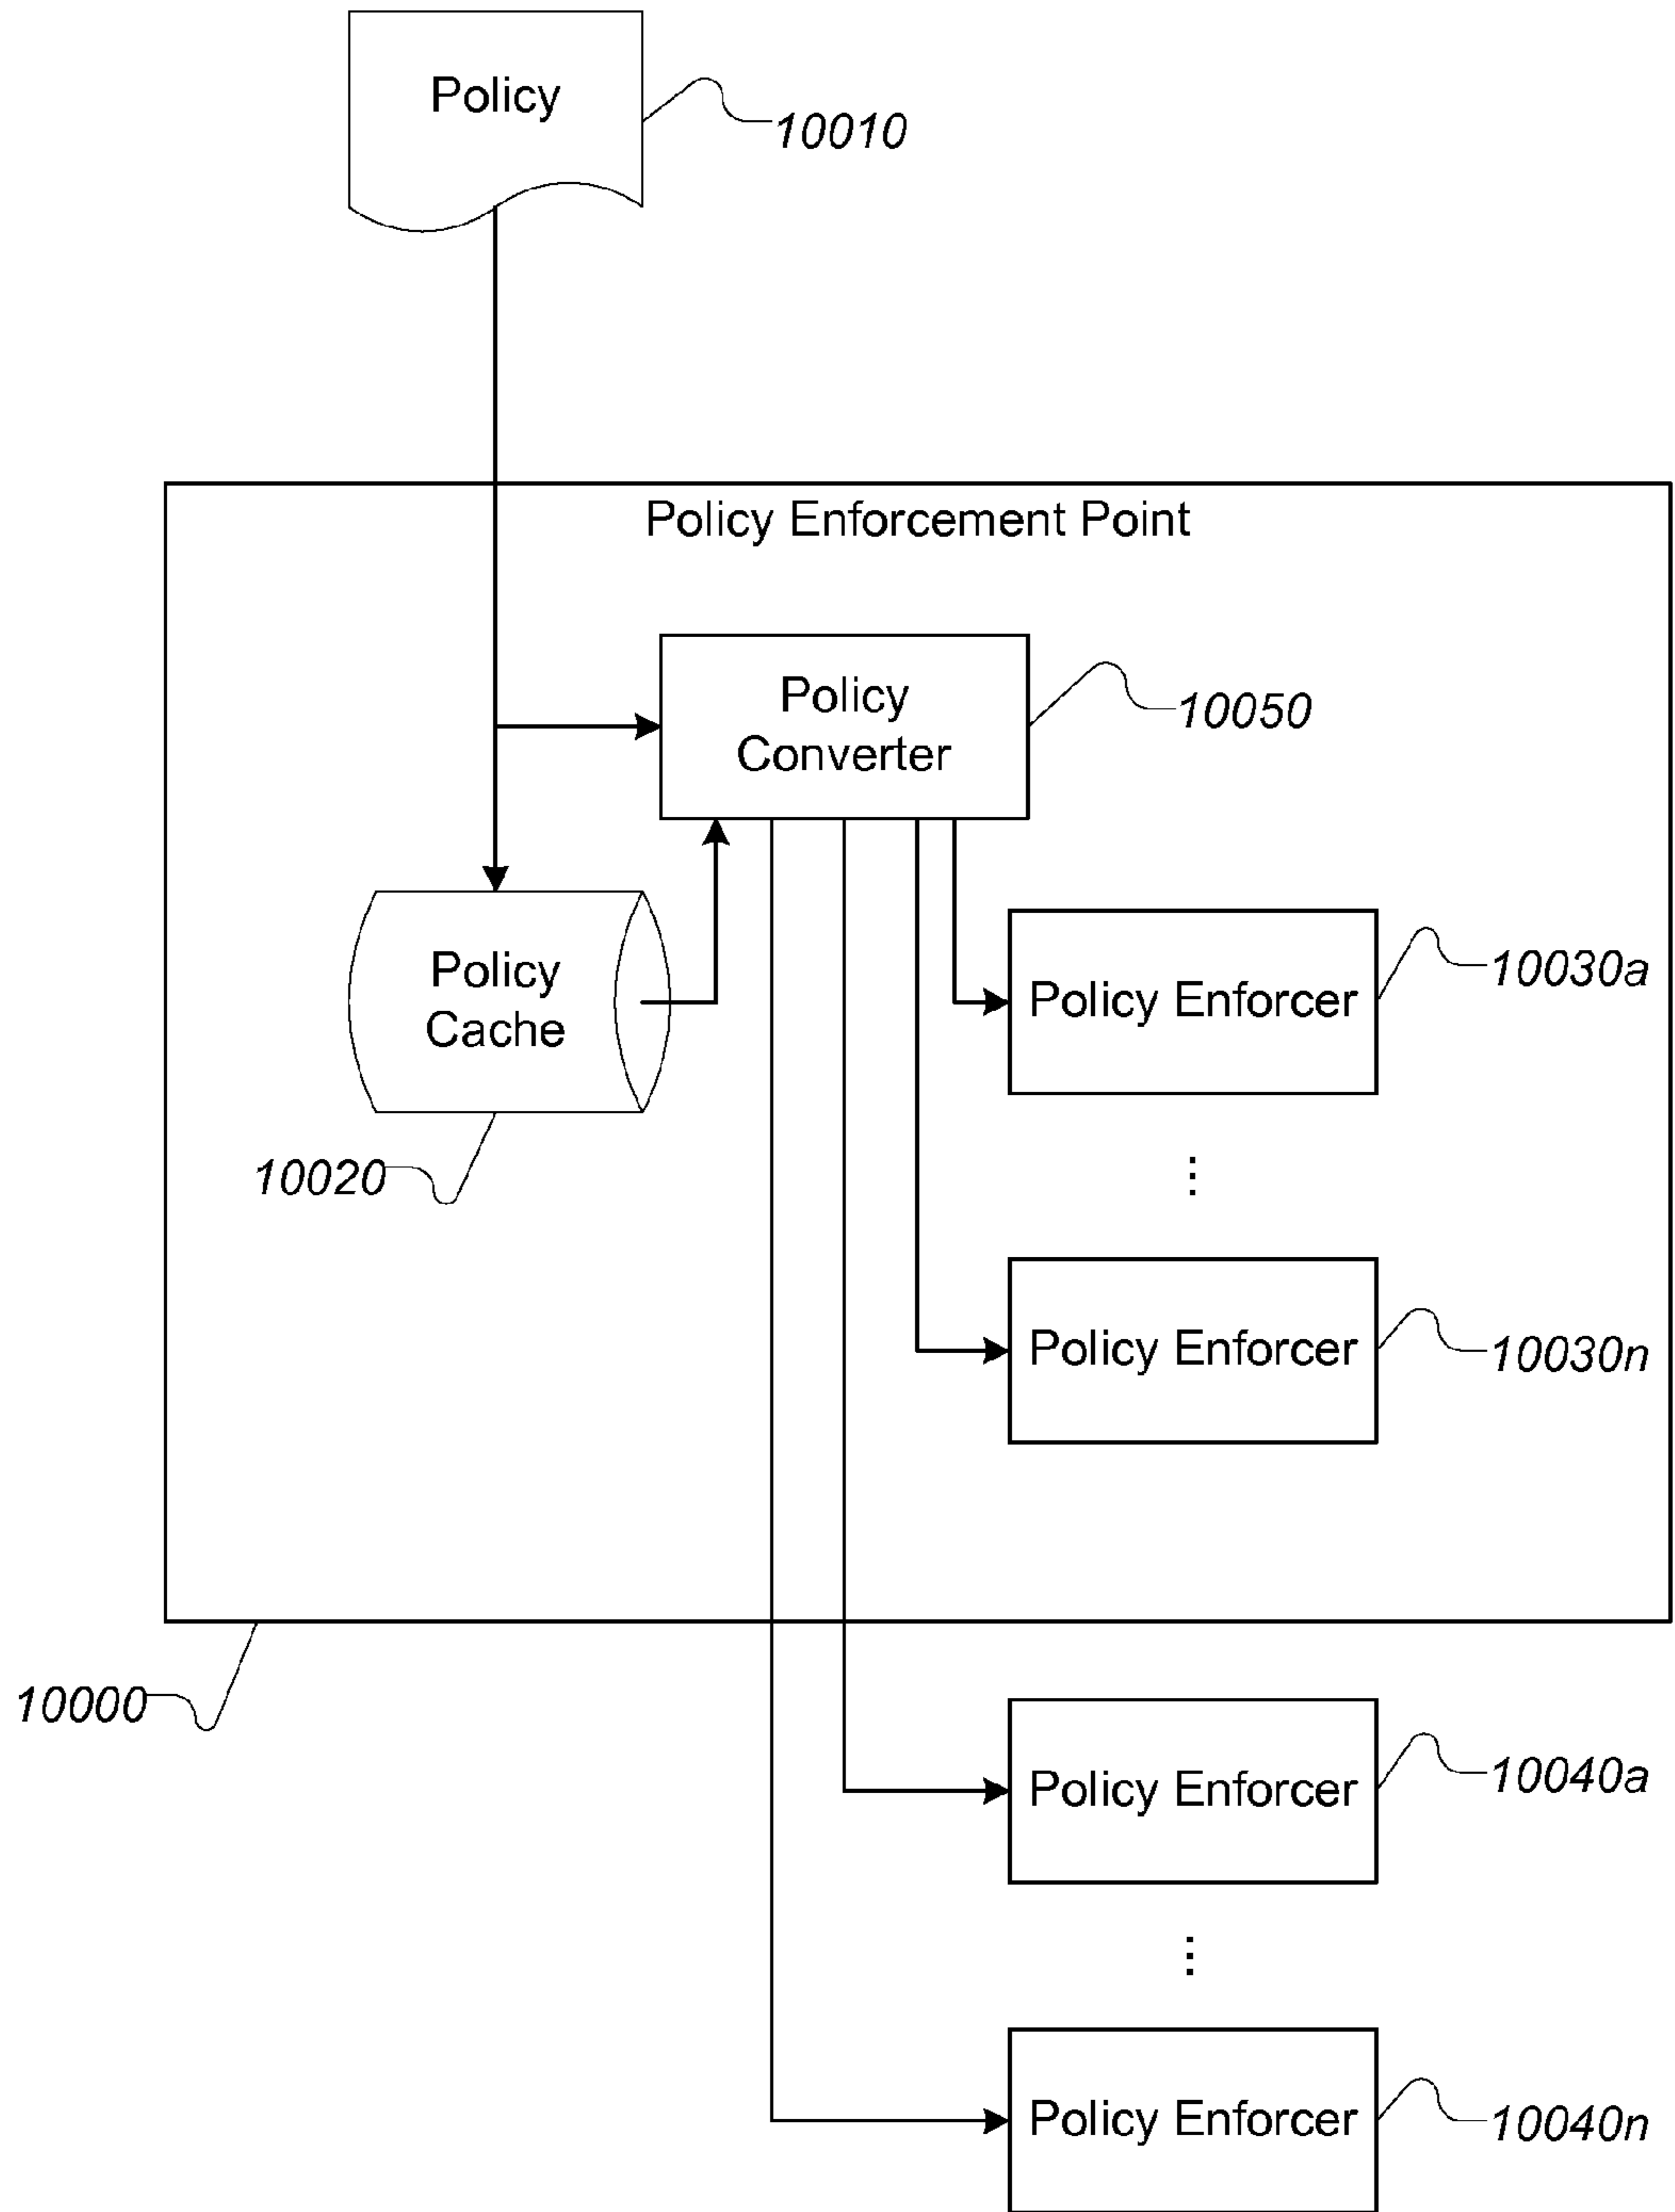 Policy
10010
Policy Enforcement Point
Policy
Converter
10050
Policy
Cache
10020
Policy Enforcer
10030a
⋮
Policy Enforcer
10030n
10000
Policy Enforcer
10040a
⋮
Policy Enforcer
10040n